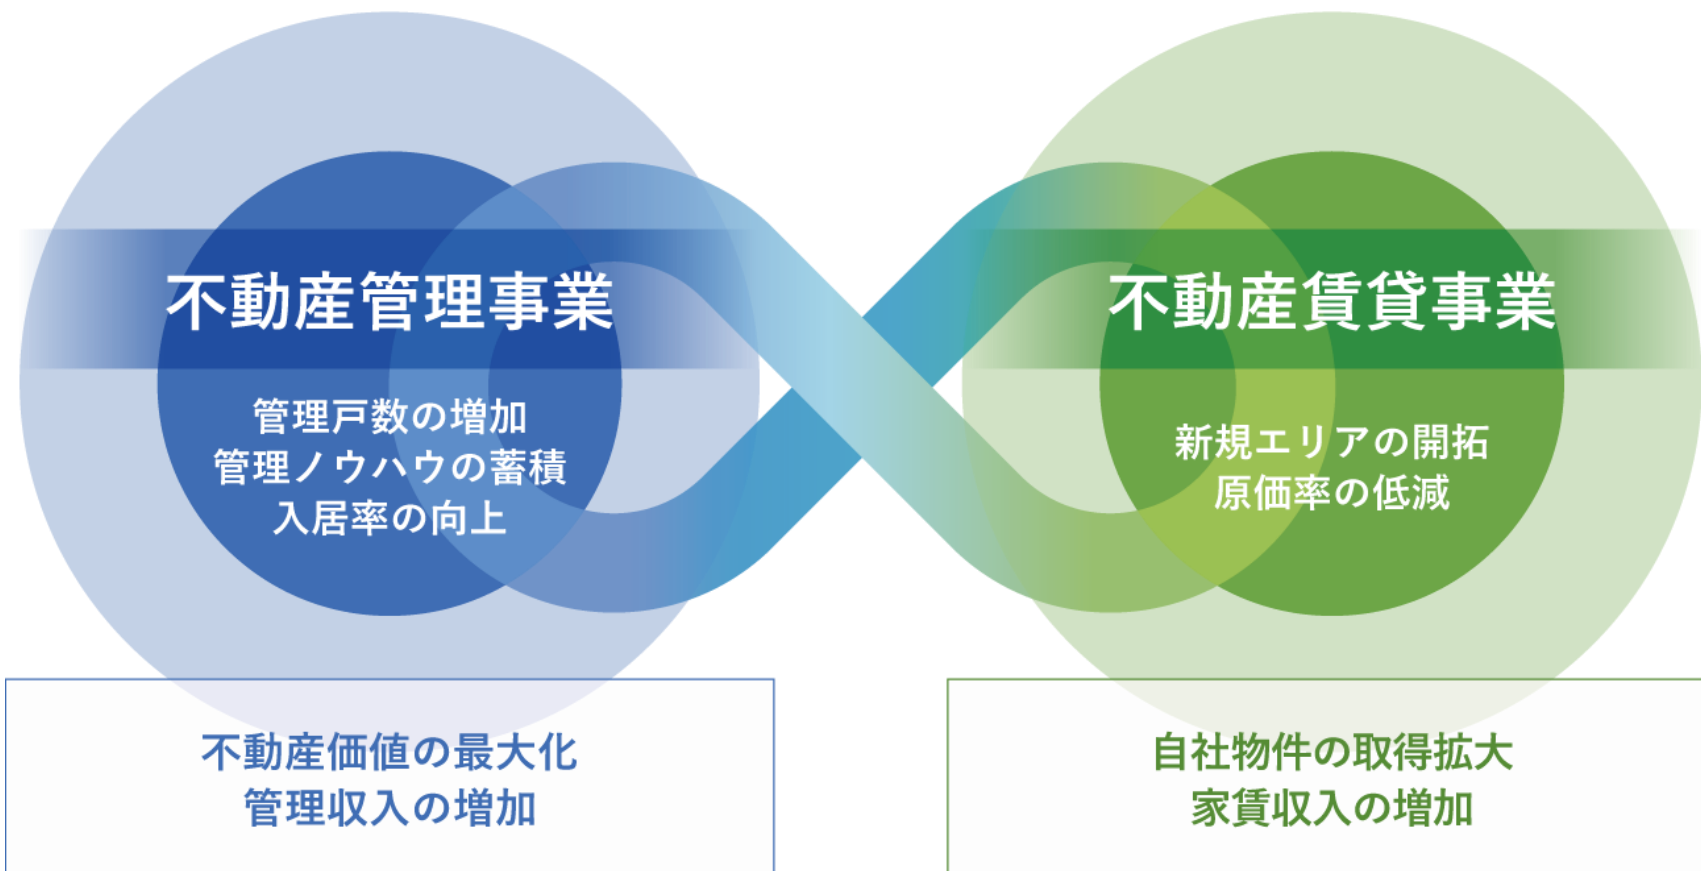 不動産管理事業
管理戸数の増加
管理ノウハウの蓄積
入居率の向上
不動産価値の最大化
管理収入の増加
不動産賃貸事業
新規エリアの開拓
原価率の低減
自社物件の取得拡大
家賃収入の増加